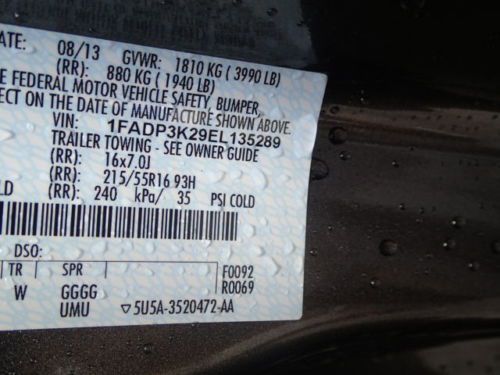 ATE: 08/13 GVWR: 1810 KG ( 3990 LB)
(RR): 880 KG ( 1940 LB)
E FEDERAL MOTOR VEHICLE SAFETY, BUMPER,
ECT ON THE DATE OF MANUFACTURE SHOWN ABOVE.
VIN: 1FADP3K29EL135289
TRAILER TOWING - SEE OWNER GUIDE
(RR): 16x7.0J
(RR): 215/55R16 93H
LD (RR): 240 kPa/ 35 PSI COLD
DSO:
TR SPR F0092
W GGGG R0069
UMU ▽5U5A-3520472-AA